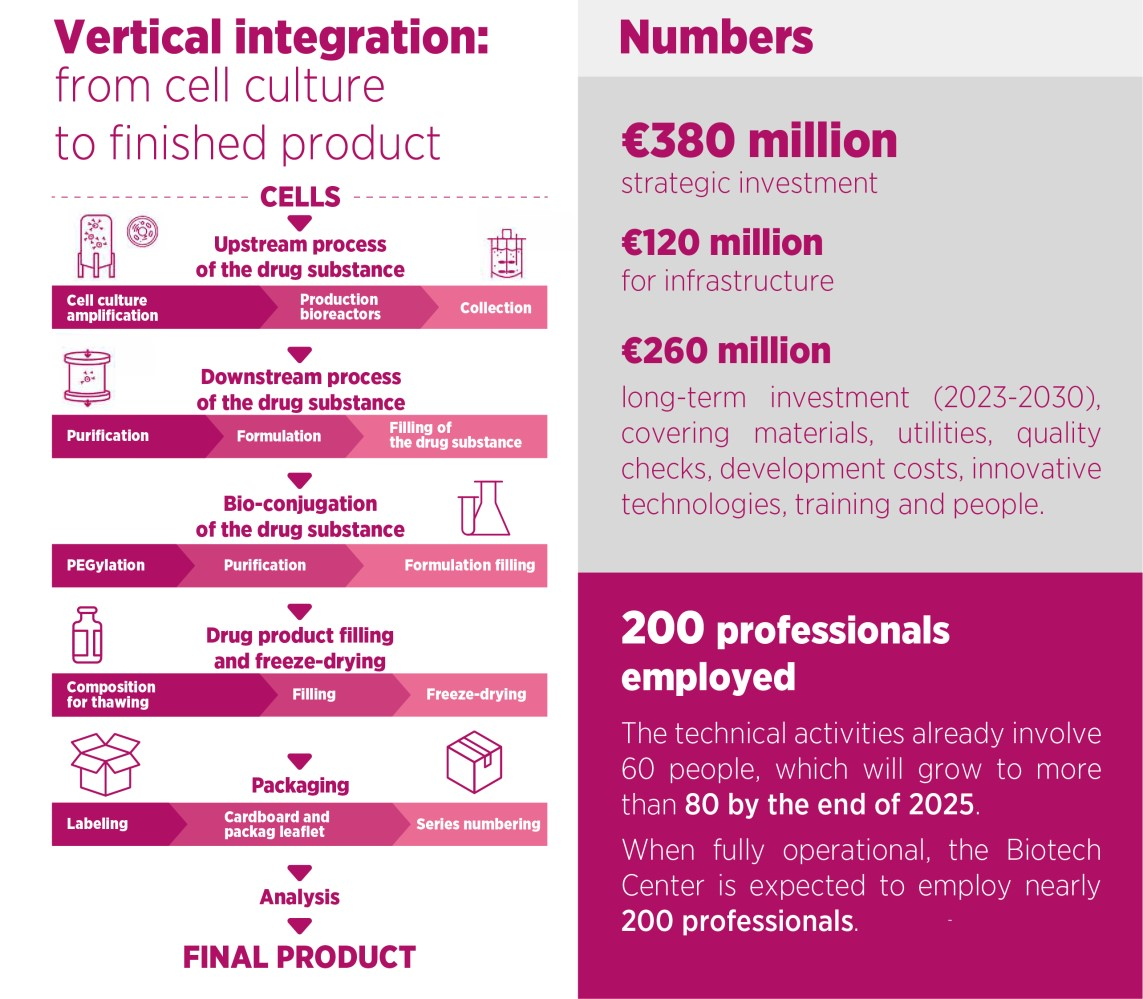 Vertical integration:
from cell culture
to finished product
CELLS
Upstream process
of the drug substance
Cell culture
amplification
Production
bioreactors
Collection
Downstream process
of the drug substance
Purification
Formulation
Filling of
the drug substance
Bio-conjugation
of the drug substance
PEGylation
Purification
Formulation filling
Drug product filling
and freeze-drying
Composition
for thawing
Filling
Freeze-drying
Packaging
Labeling
Cardboard and
packag leaflet
Series numbering
Analysis
FINAL PRODUCT
Numbers
€380 million
strategic investment
€120 million
for infrastructure
€260 million
long-term investment (2023-2030),
covering materials, utilities, quality
checks, development costs, innovative
technologies, training and people.
200 professionals
employed
The technical activities already involve
60 people, which will grow to more
than 80 by the end of 2025.
When fully operational, the Biotech
Center is expected to employ nearly
200 professionals. -